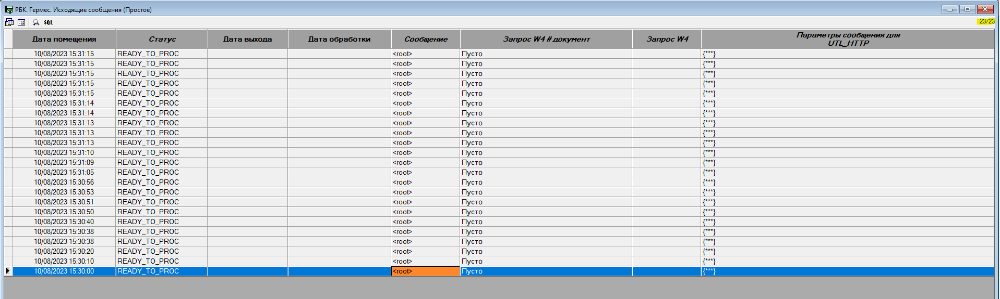 РБК. Гермес. Исходящие сообщения (Простое)
SQL
23/23
Дата помещения Статус Дата выхода Дата обработки Сообщение Запрос W4 # документ Запрос W4 Параметры сообщения для
UTL_HTTP
10/08/2023 15:31:15 READY_TO_PROC <root> Пусто {***}
10/08/2023 15:31:15 READY_TO_PROC <root> Пусто {***}
10/08/2023 15:31:15 READY_TO_PROC <root> Пусто {***}
10/08/2023 15:31:15 READY_TO_PROC <root> Пусто {***}
10/08/2023 15:31:15 READY_TO_PROC <root> Пусто {***}
10/08/2023 15:31:14 READY_TO_PROC <root> Пусто {***}
10/08/2023 15:31:14 READY_TO_PROC <root> Пусто {***}
10/08/2023 15:31:13 READY_TO_PROC <root> Пусто {***}
10/08/2023 15:31:13 READY_TO_PROC <root> Пусто {***}
10/08/2023 15:31:13 READY_TO_PROC <root> Пусто {***}
10/08/2023 15:31:10 READY_TO_PROC <root> Пусто {***}
10/08/2023 15:31:09 READY_TO_PROC <root> Пусто {***}
10/08/2023 15:31:05 READY_TO_PROC <root> Пусто {***}
10/08/2023 15:30:56 READY_TO_PROC <root> Пусто {***}
10/08/2023 15:30:53 READY_TO_PROC <root> Пусто {***}
10/08/2023 15:30:51 READY_TO_PROC <root> Пусто {***}
10/08/2023 15:30:50 READY_TO_PROC <root> Пусто {***}
10/08/2023 15:30:40 READY_TO_PROC <root> Пусто {***}
10/08/2023 15:30:38 READY_TO_PROC <root> Пусто {***}
10/08/2023 15:30:38 READY_TO_PROC <root> Пусто {***}
10/08/2023 15:30:20 READY_TO_PROC <root> Пусто {***}
10/08/2023 15:30:10 READY_TO_PROC <root> Пусто {***}
10/08/2023 15:30:00 READY_TO_PROC <root> Пусто {***}